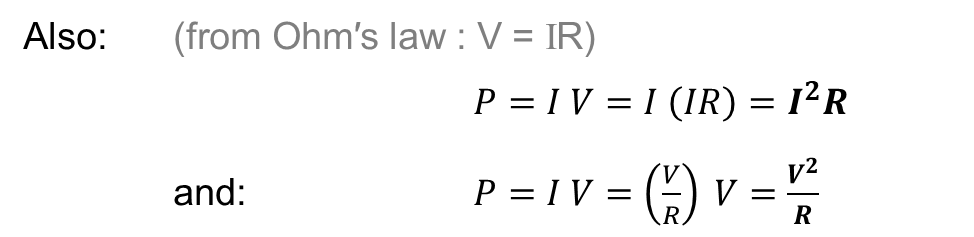 Also: (from Ohm's law : V = IR)
P = I V = I (IR) = I²R
and: P = I V = (V/R) V = V²/R